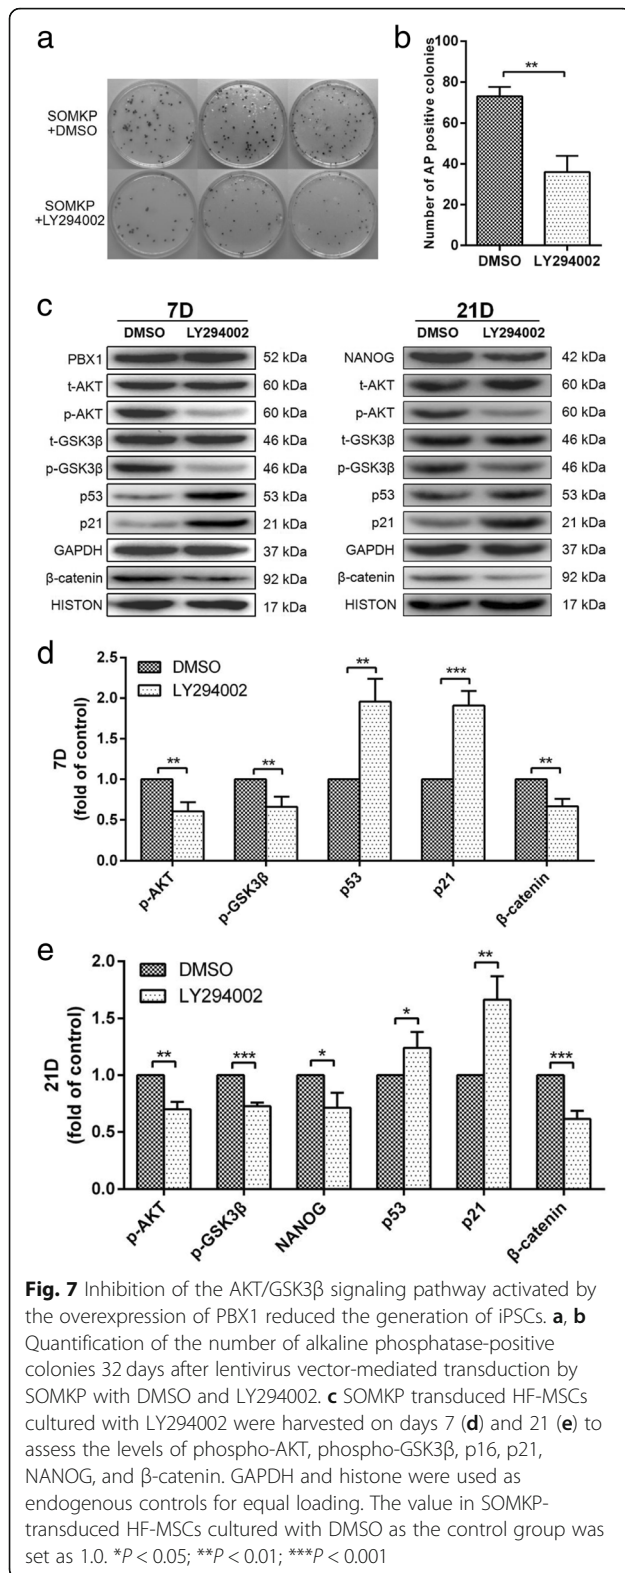 a
SOMKP
+DMSO
SOMKP
+LY294002
b
Number of AP positive colonies
100
80
60
40
20
0
**
DMSO
LY294002
c
7D
DMSO LY294002
PBX1 52 kDa
t-AKT 60 kDa
p-AKT 60 kDa
t-GSK3β 46 kDa
p-GSK3β 46 kDa
p53 53 kDa
p21 21 kDa
GAPDH 37 kDa
β-catenin 92 kDa
HISTON 17 kDa
21D
DMSO LY294002
NANOG 42 kDa
t-AKT 60 kDa
p-AKT 60 kDa
t-GSK3β 46 kDa
p-GSK3β 46 kDa
p53 53 kDa
p21 21 kDa
GAPDH 37 kDa
β-catenin 92 kDa
HISTON 17 kDa
d
7D
(fold of control)
2.5
2.0
1.5
1.0
0.5
0.0
DMSO
LY294002
** ** ** *** **
p-AKT p-GSK3β p53 p21 β-catenin
e
21D
(fold of control)
2.0
1.5
1.0
0.5
0.0
DMSO
LY294002
** *** * * ** ***
p-AKT p-GSK3β NANOG p53 p21 β-catenin
Fig. 7 Inhibition of the AKT/GSK3β signaling pathway activated by
the overexpression of PBX1 reduced the generation of iPSCs. a, b
Quantification of the number of alkaline phosphatase-positive
colonies 32 days after lentivirus vector-mediated transduction by
SOMKP with DMSO and LY294002. c SOMKP transduced HF-MSCs
cultured with LY294002 were harvested on days 7 (d) and 21 (e) to
assess the levels of phospho-AKT, phospho-GSK3β, p16, p21,
NANOG, and β-catenin. GAPDH and histone were used as
endogenous controls for equal loading. The value in SOMKP-
transduced HF-MSCs cultured with DMSO as the control group was
set as 1.0. *P < 0.05; **P < 0.01; ***P < 0.001